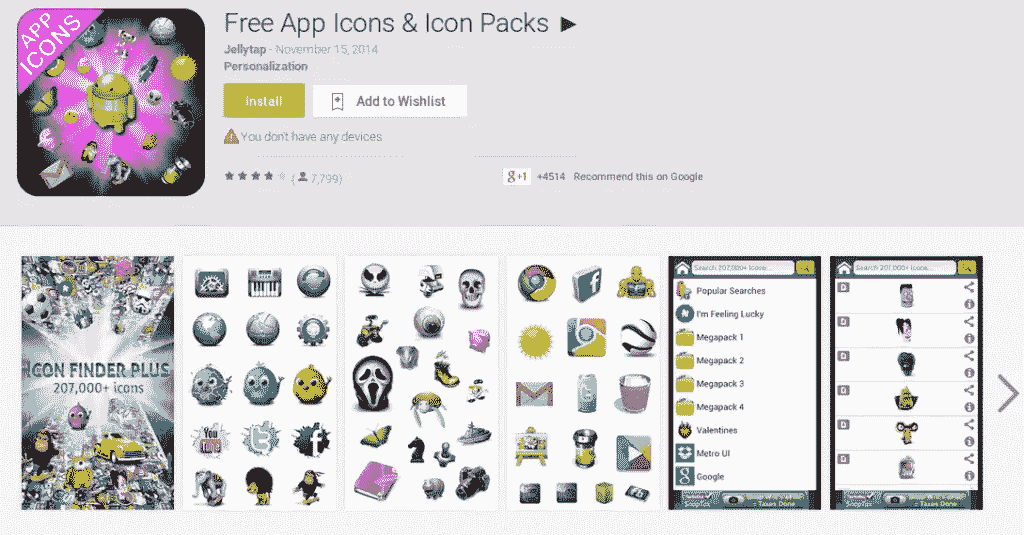 APP
ICONS
Free App Icons & Icon Packs
Jellytap - November 15, 2014
Personalization
Install
Add to Wishlist
You don't have any devices
(7,799)
g+1 +4514 Recommend this on Google
ICON FINDER PLUS
207,000+ icons
You
f
Search 207,000+ Icons...
Popular Searches
I'm Feeling Lucky
Megapack 1
Megapack 2
Megapack 3
Megapack 4
Valentines
Metro UI
Google
Search 207,000+ Icons...